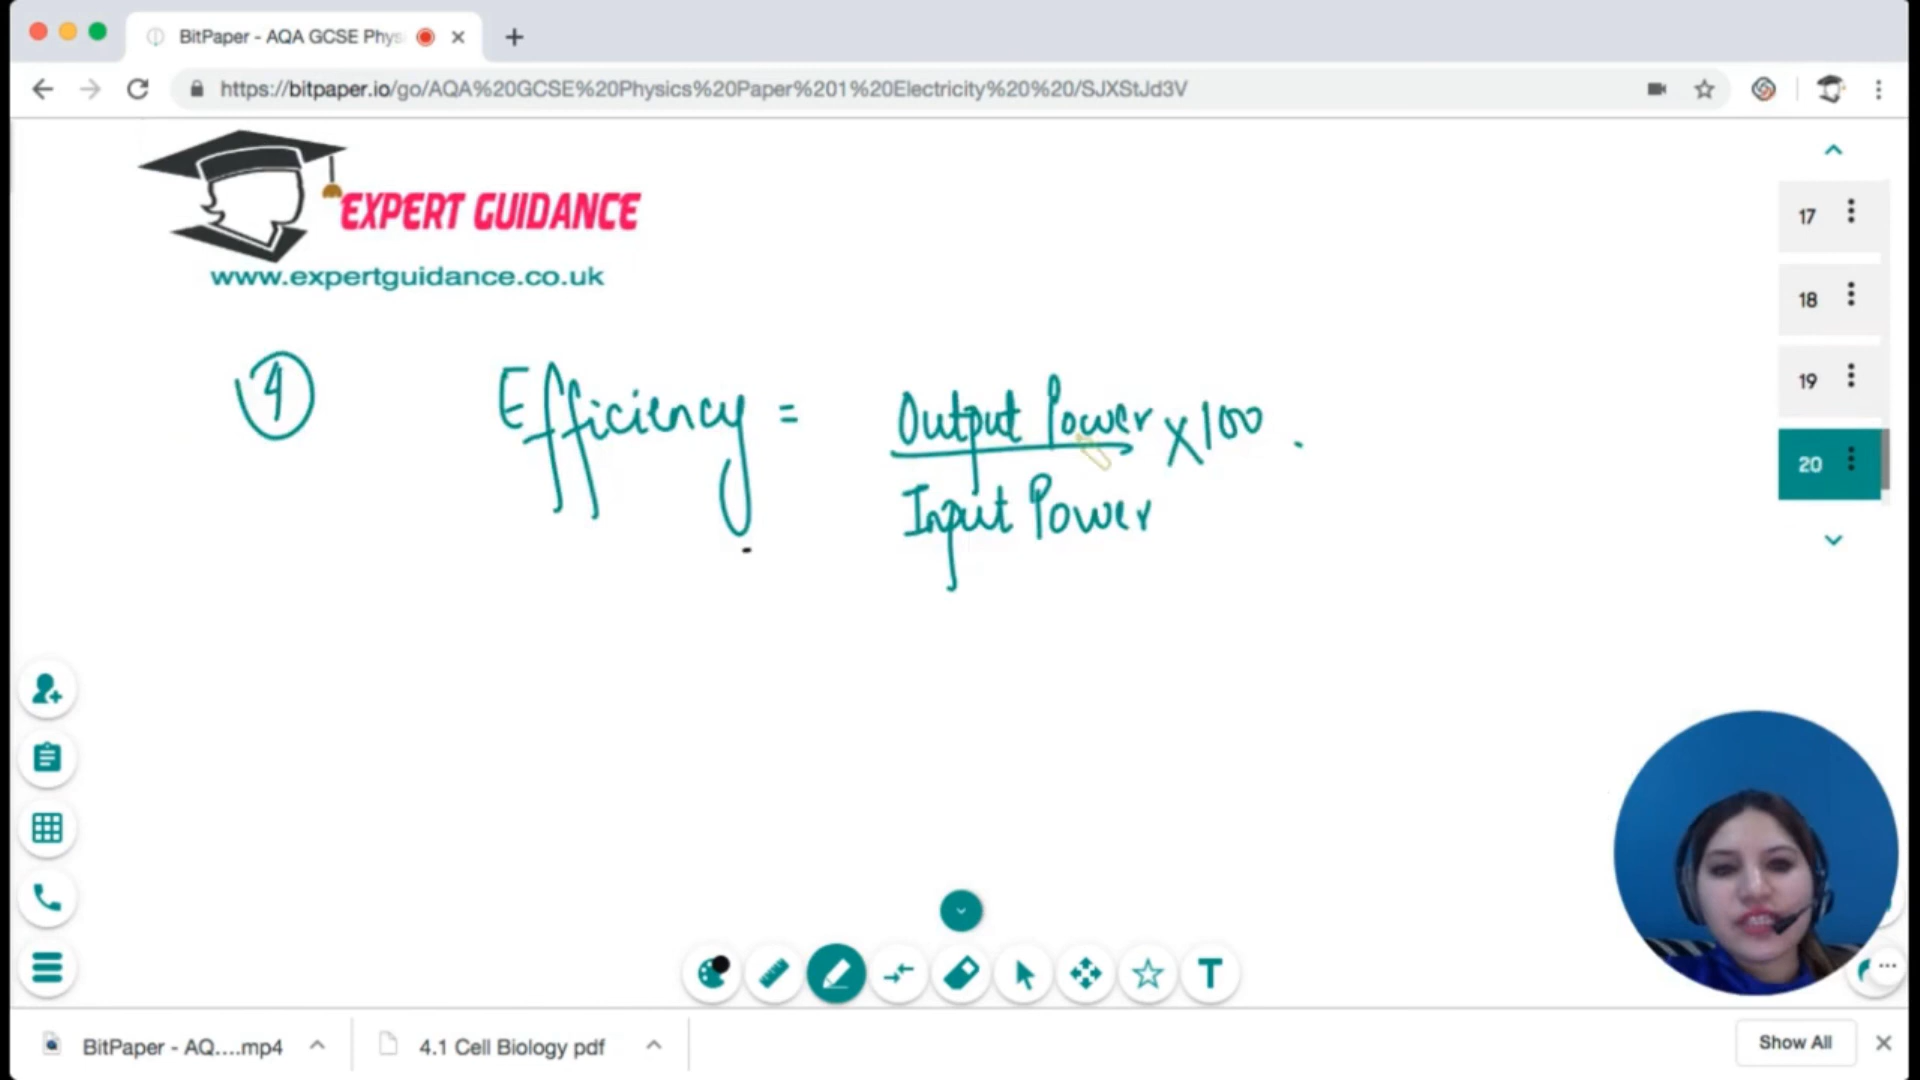 BitPaper - AQA GCSE Phys
https://bitpaper.io/go/AQA%20GCSE%20Physics%20Paper%201%20Electricity%20%20/SJXStJd3V
EXPERT GUIDANCE
www.expertguidance.co.uk
17
18
19
20
4 Efficiency = Output Power X 100 .
Input Power
T
BitPaper - AQ....mp4
4.1 Cell Biology pdf
Show All